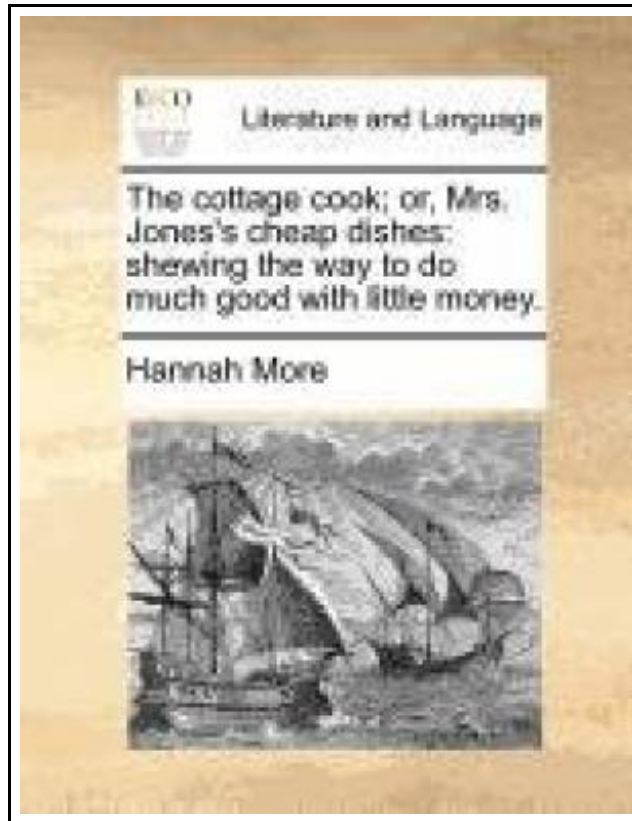 ECCO
Literature and Language
The cottage cook; or, Mrs.
Jones's cheap dishes:
shewing the way to do
much good with little money.
Hannah More